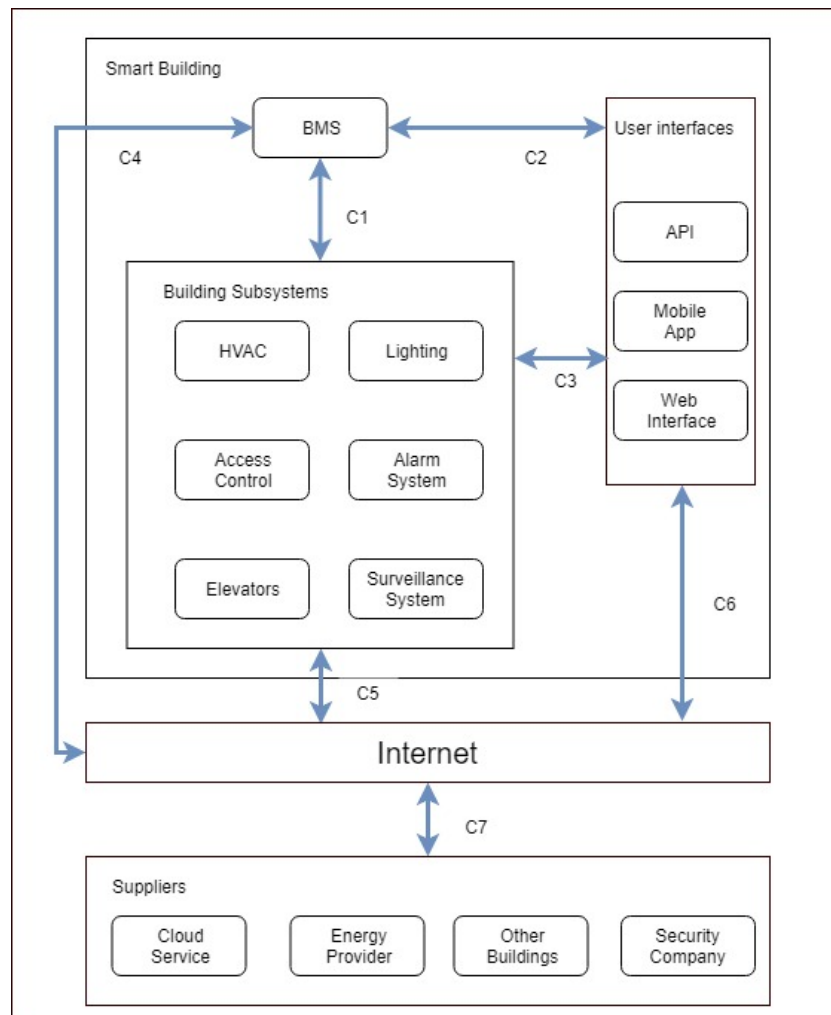 Smart Building
BMS
User interfaces
C4
C2
C1
API
Building Subsystems
Mobile
App
HVAC
Lighting
C3
Web
Interface
Access
Control
Alarm
System
Elevators
Surveillance
System
C6
C5
Internet
C7
Suppliers
Cloud
Service
Energy
Provider
Other
Buildings
Security
Company